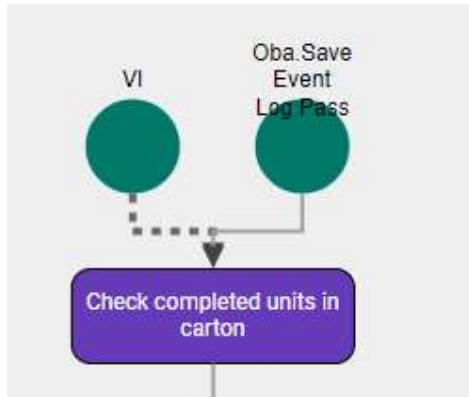 VI
Oba.Save
Event
Log Pass
Check completed units in
carton